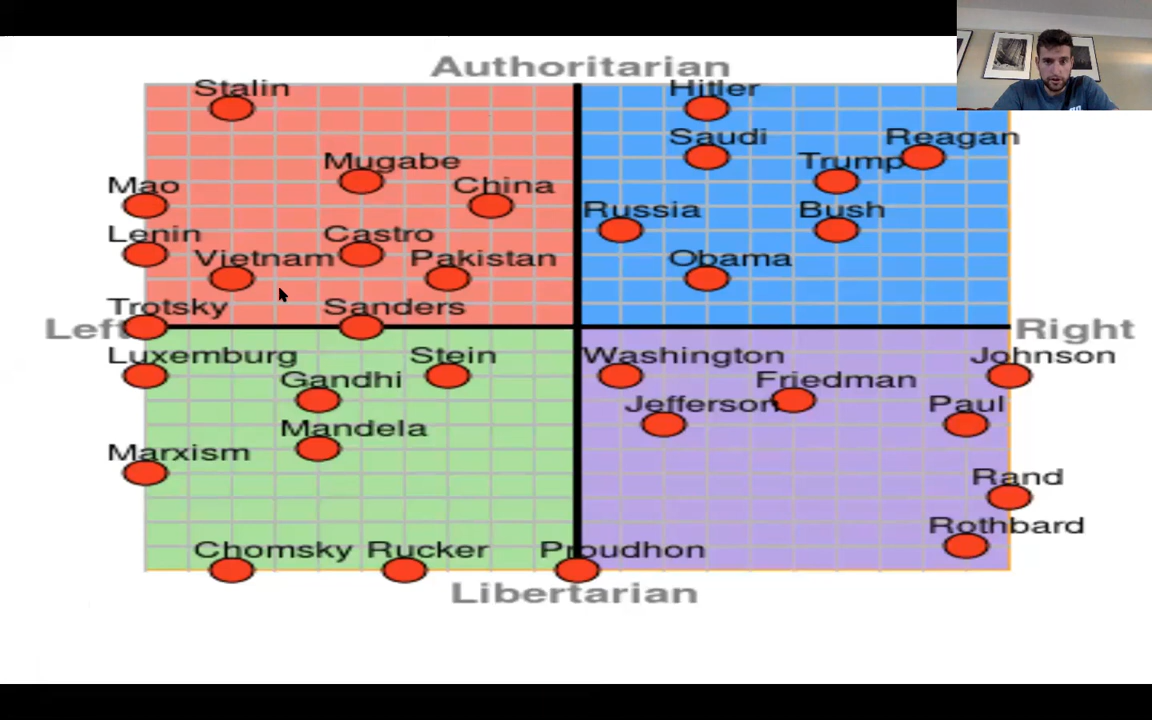 Authoritarian
Stalin
Hitler
Saudi
Reagan
Mugabe
Trump
Mao
China
Russia
Bush
Lenin
Castro
Vietnam
Pakistan
Obama
Trotsky
Sanders
Left
Right
Luxemburg
Stein
Washington
Johnson
Gandhi
Friedman
Jefferson
Paul
Mandela
Marxism
Rand
Rothbard
Chomsky
Rucker
Proudhon
Libertarian